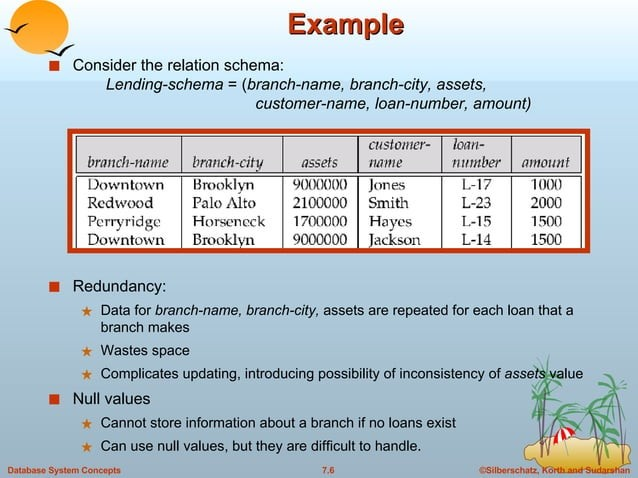 Example
Consider the relation schema:
Lending-schema = (branch-name, branch-city, assets,
customer-name, loan-number, amount)
branch-name branch-city assets customer-name loan-number amount
Downtown Brooklyn 9000000 Jones L-17 1000
Redwood Palo Alto 2100000 Smith L-23 2000
Perryridge Horseneck 1700000 Hayes L-15 1500
Downtown Brooklyn 9000000 Jackson L-14 1500
Redundancy:
Data for branch-name, branch-city, assets are repeated for each loan that a
branch makes
Wastes space
Complicates updating, introducing possibility of inconsistency of assets value
Null values
Cannot store information about a branch if no loans exist
Can use null values, but they are difficult to handle.
Database System Concepts 7.6 ©Silberschatz, Korth and Sudarshan